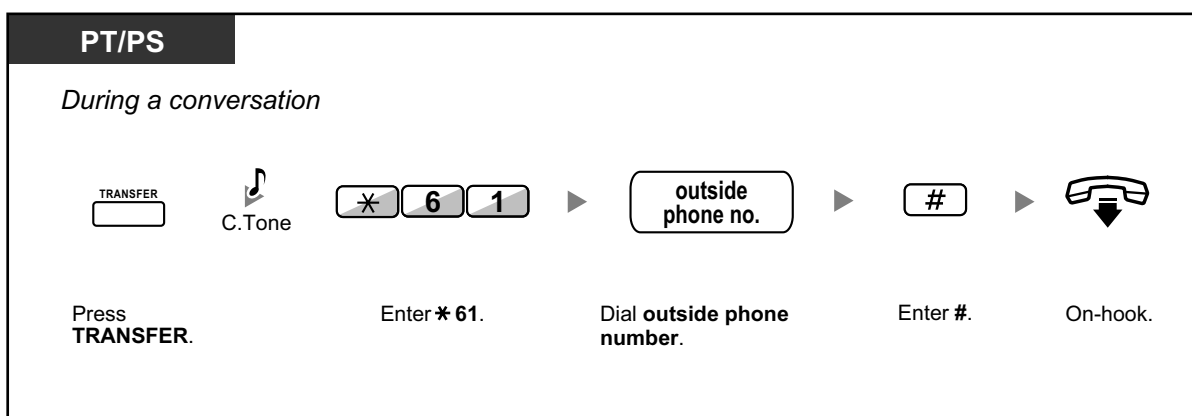 PT/PS
During a conversation
TRANSFER
C.Tone
* 6 1
outside
phone no.
#
Press
TRANSFER.
Enter * 61.
Dial outside phone
number.
Enter #.
On-hook.